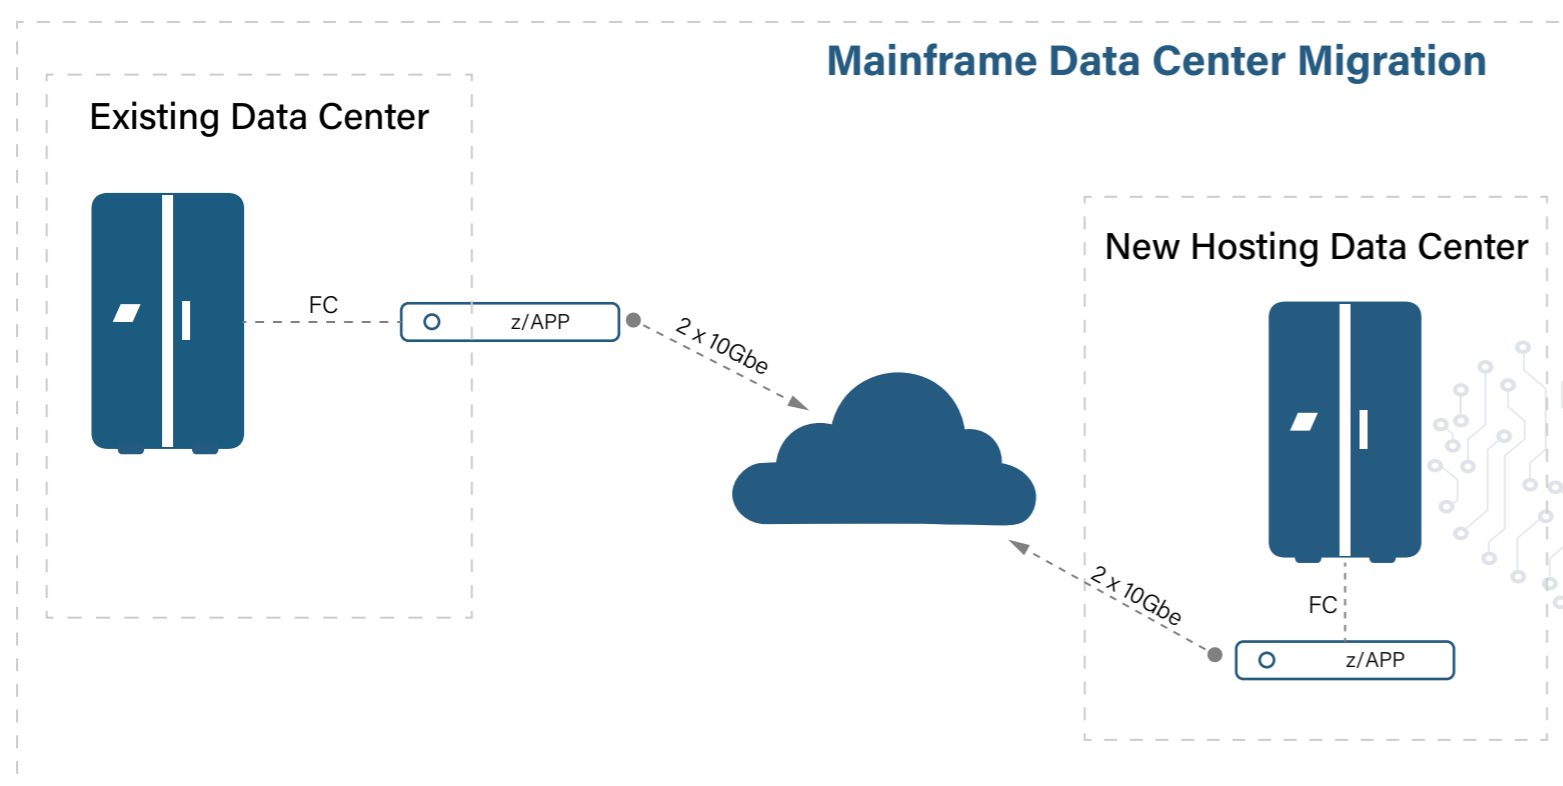 Mainframe Data Center Migration
Existing Data Center
FC
z/APP
2 x 10Gbe
New Hosting Data Center
2 x 10Gbe
FC
z/APP